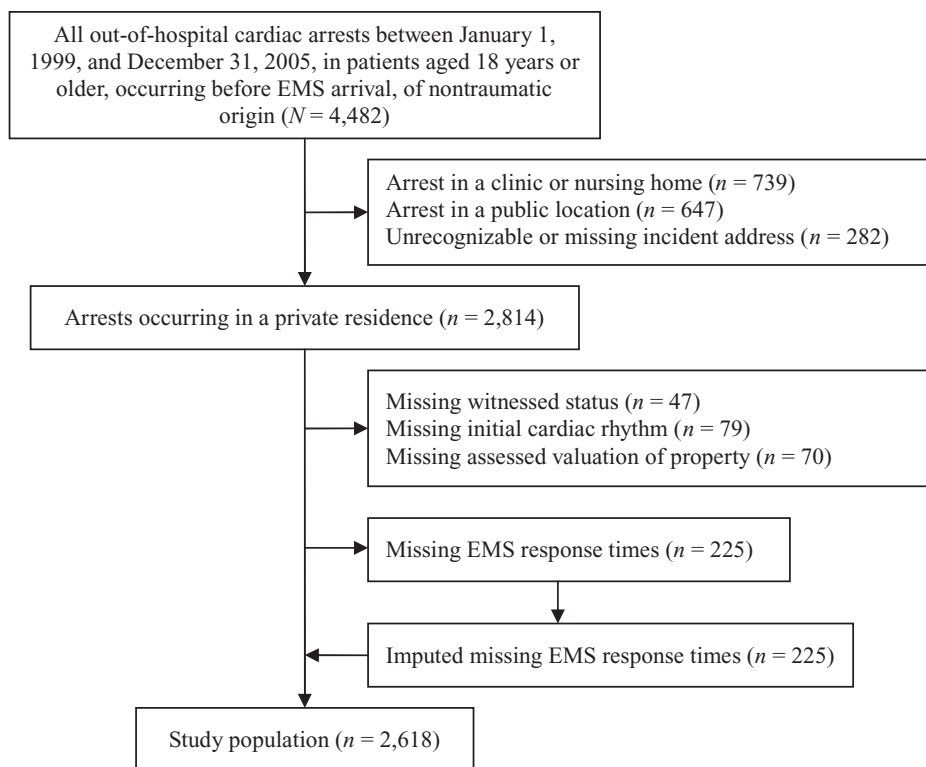 All out-of-hospital cardiac arrests between January 1,
1999, and December 31, 2005, in patients aged 18 years or
older, occurring before EMS arrival, of nontraumatic
origin (N = 4,482)
Arrest in a clinic or nursing home (n = 739)
Arrest in a public location (n = 647)
Unrecognizable or missing incident address (n = 282)
Arrests occurring in a private residence (n = 2,814)
Missing witnessed status (n = 47)
Missing initial cardiac rhythm (n = 79)
Missing assessed valuation of property (n = 70)
Missing EMS response times (n = 225)
Imputed missing EMS response times (n = 225)
Study population (n = 2,618)